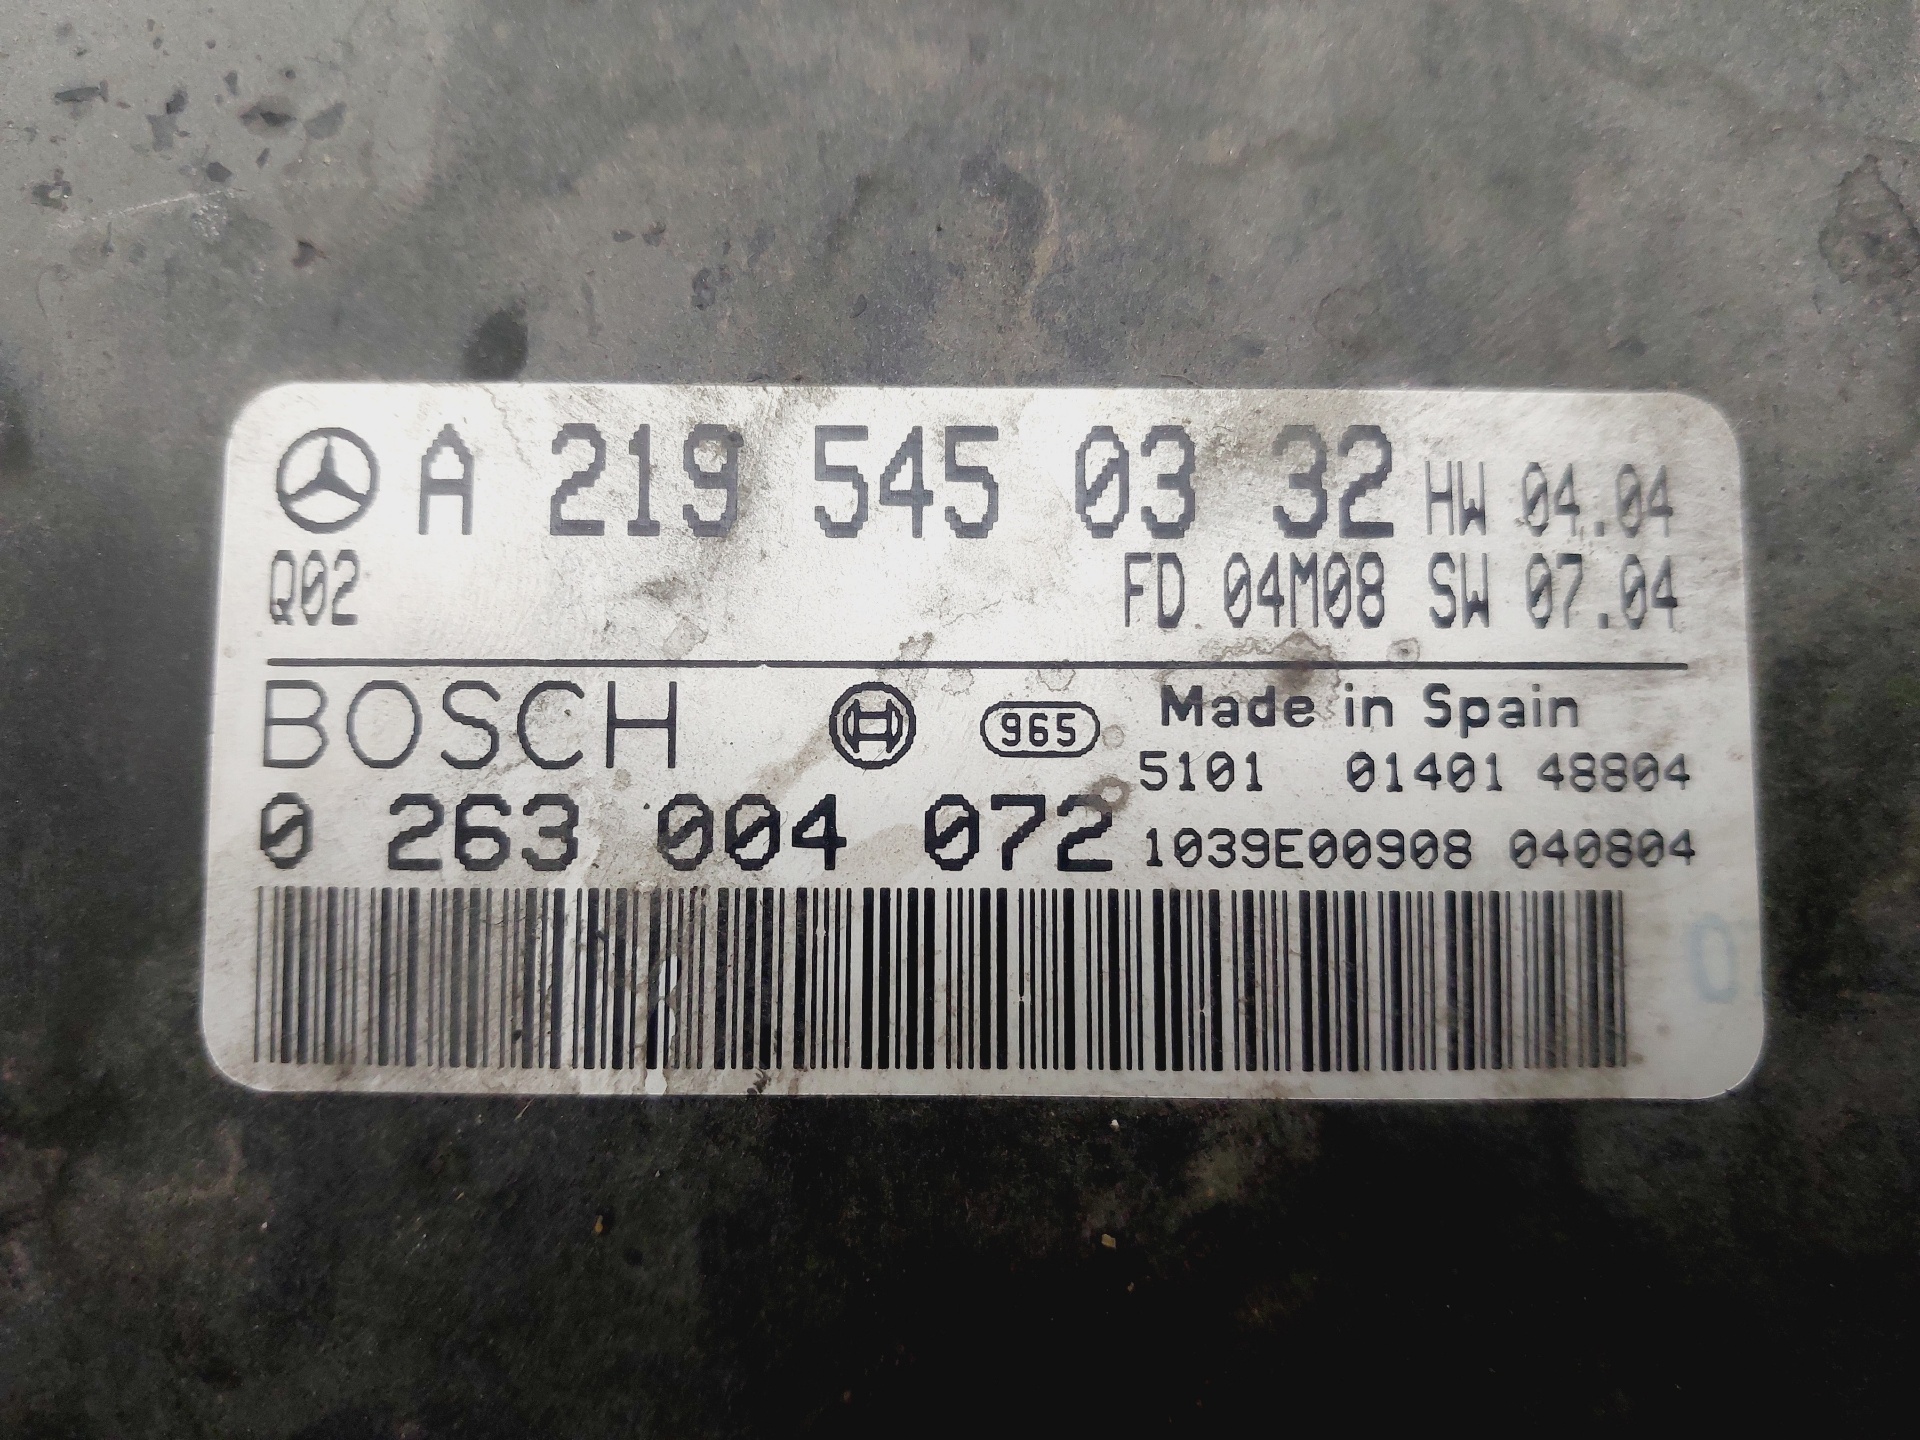 A 219 545 03 32 HW 04.04
Q02 FD 04M08 SW 07.04
BOSCH 965 Made in Spain
5101 01401 48804
0 263 004 072 1039E00908 040804